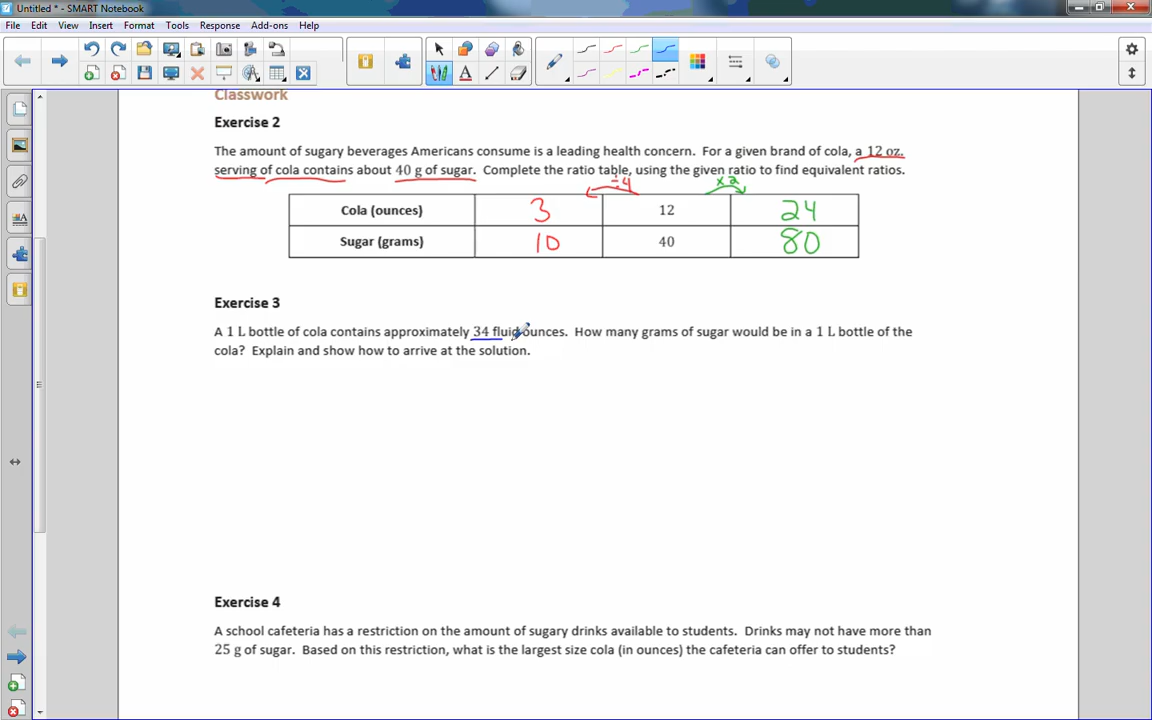 Untitled * - SMART Notebook
File Edit View Insert Format Tools Response Add-ons Help
Classwork
Exercise 2
The amount of sugary beverages Americans consume is a leading health concern. For a given brand of cola, a 12 oz.
serving of cola contains about 40 g of sugar. Complete the ratio table, using the given ratio to find equivalent ratios.
÷4 ×2
Cola (ounces) 3 12 24
Sugar (grams) 10 40 80
Exercise 3
A 1 L bottle of cola contains approximately 34 fluid ounces. How many grams of sugar would be in a 1 L bottle of the
cola? Explain and show how to arrive at the solution.
Exercise 4
A school cafeteria has a restriction on the amount of sugary drinks available to students. Drinks may not have more than
25 g of sugar. Based on this restriction, what is the largest size cola (in ounces) the cafeteria can offer to students?